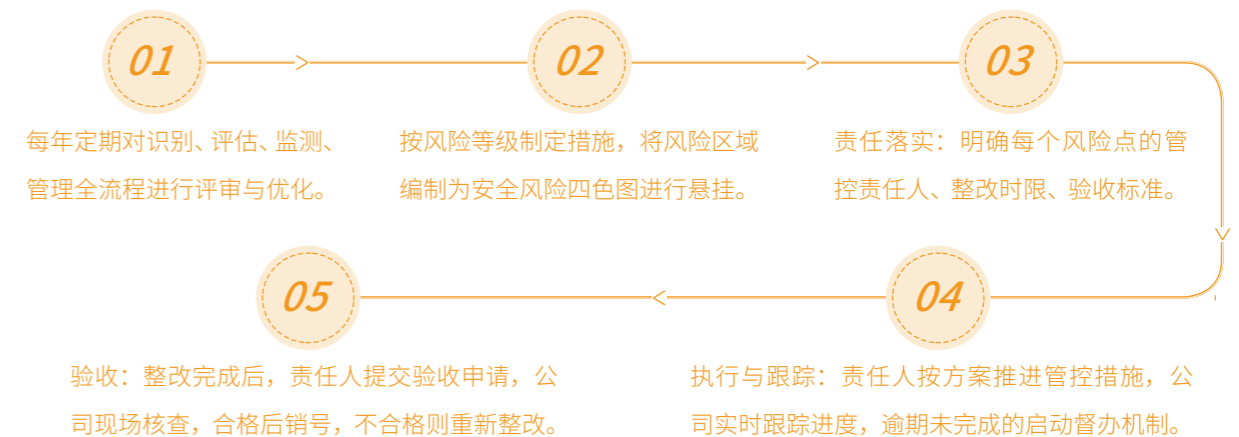 01
每年定期对识别、评估、监测、
管理全流程进行评审与优化。
02
按风险等级制定措施，将风险区域
编制为安全风险四色图进行悬挂。
03
责任落实：明确每个风险点的管
控责任人、整改时限、验收标准。
04
执行与跟踪：责任人按方案推进管控措施，公
司实时跟踪进度，逾期未完成的启动督办机制。
05
验收：整改完成后，责任人提交验收申请，公
司现场核查，合格后销号，不合格则重新整改。